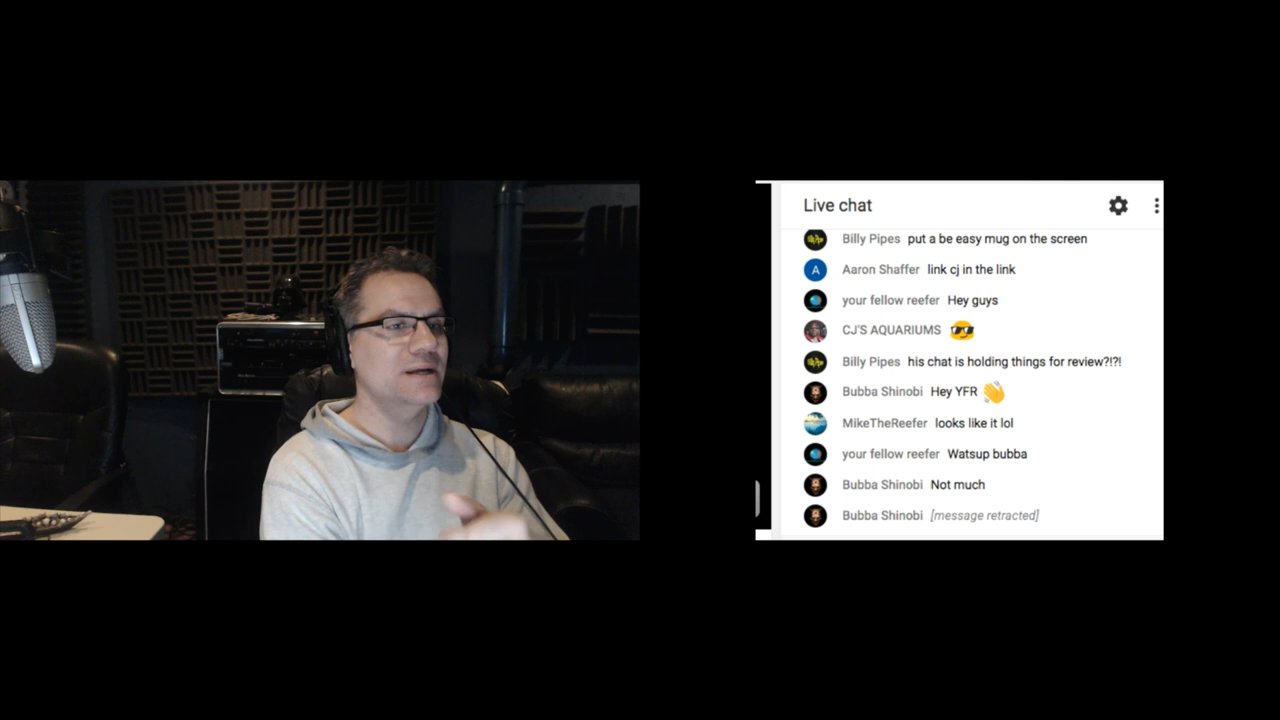 Live chat
Billy Pipes put a be easy mug on the screen
A Aaron Shaffer link cj in the link
your fellow reefer Hey guys
CJ'S AQUARIUMS 😎
Billy Pipes his chat is holding things for review?!?!
Bubba Shinobi Hey YFR 👋
MikeTheReefer looks like it lol
your fellow reefer Watsup bubba
Bubba Shinobi Not much
Bubba Shinobi [message retracted]